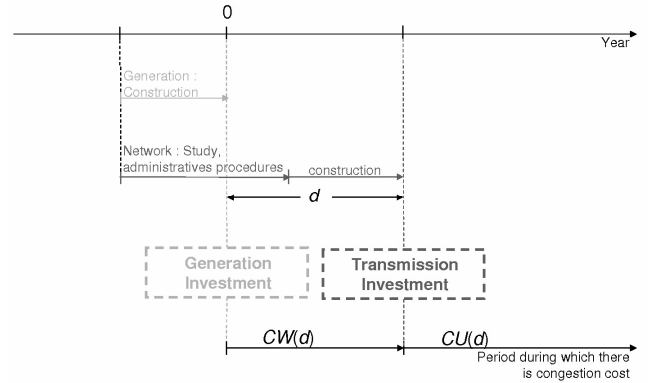 0
Year
Generation :
Construction
Network : Study,
administratives procedures
construction
d
Generation
Investment
Transmission
Investment
CW(d)
CU(d)
Period during which there
is congestion cost